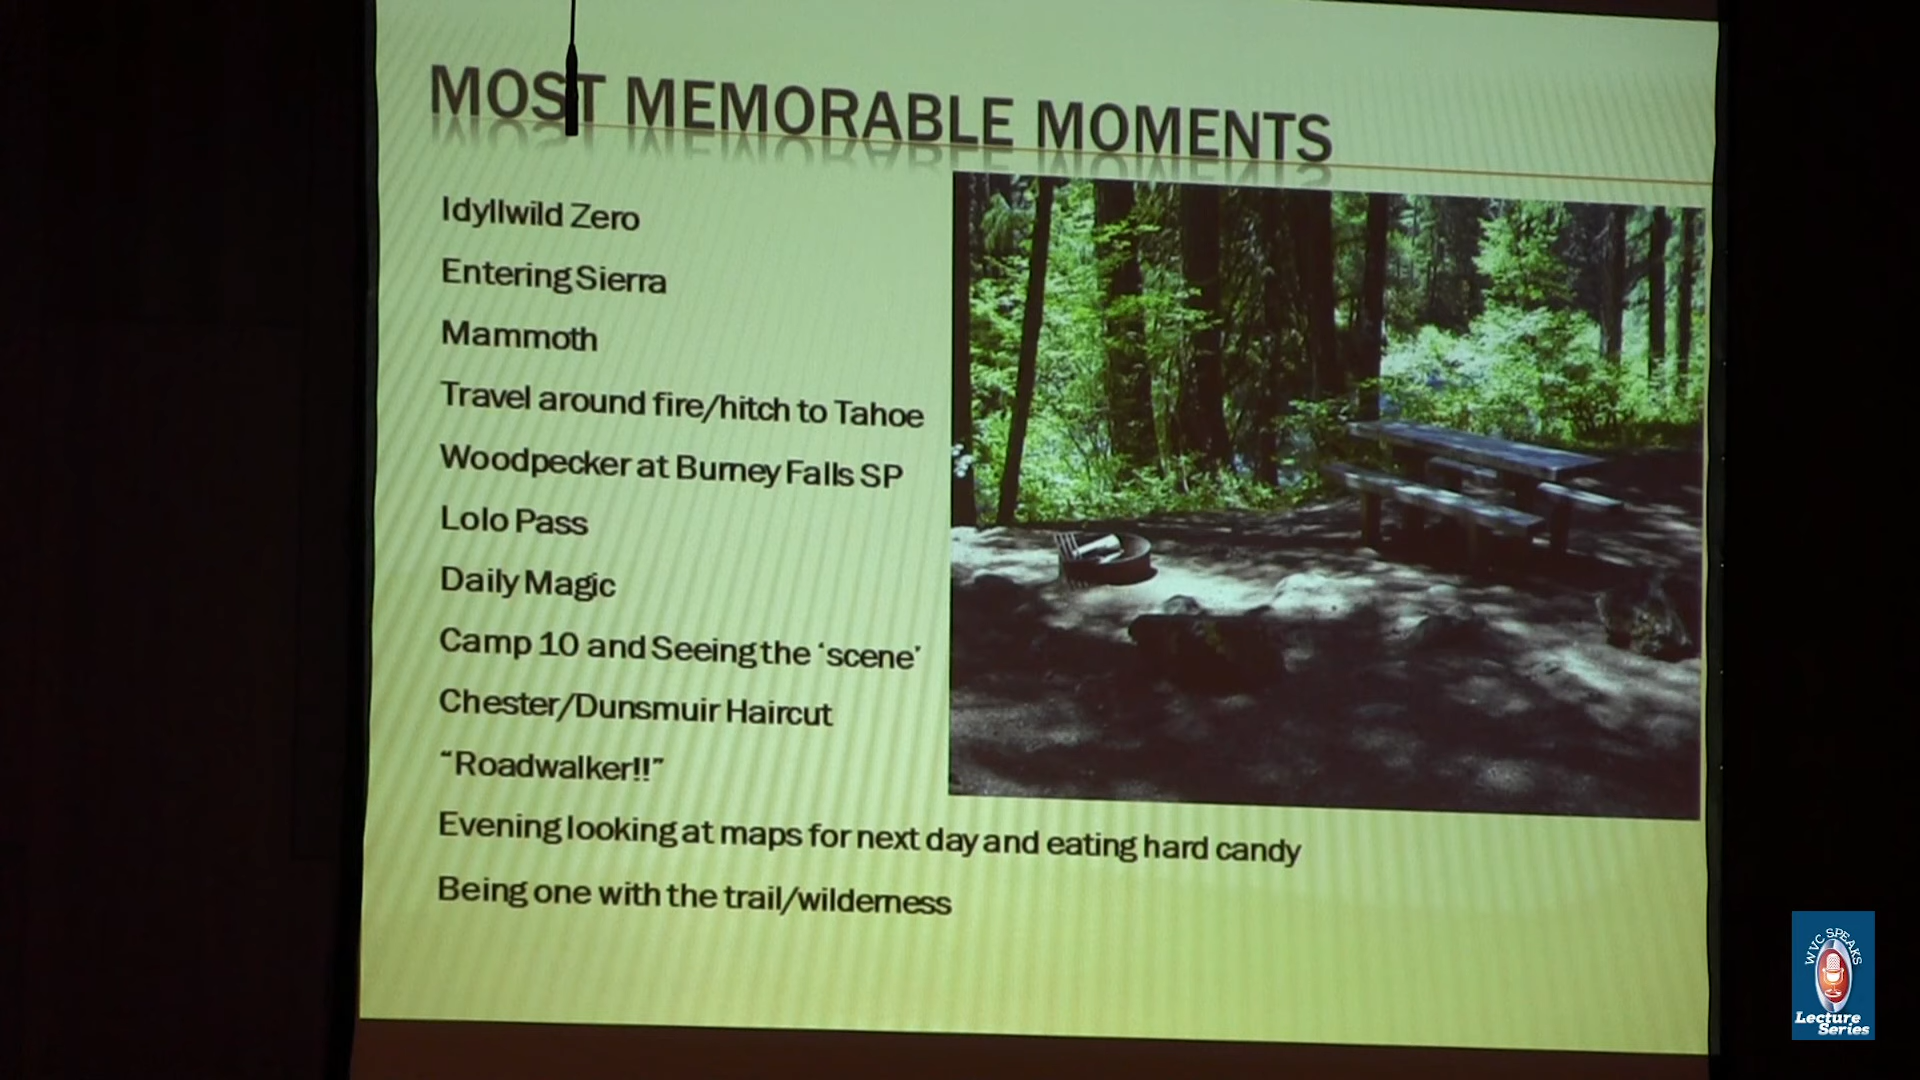 MOST MEMORABLE MOMENTS
Idyllwild Zero
Entering Sierra
Mammoth
Travel around fire/hitch to Tahoe
Woodpecker at Burney Falls SP
Lolo Pass
Daily Magic
Camp 10 and Seeing the ‘scene’
Chester/Dunsmuir Haircut
“Roadwalker!!”
Evening looking at maps for next day and eating hard candy
Being one with the trail/wilderness
WVC SPEAKS
Lecture
Series